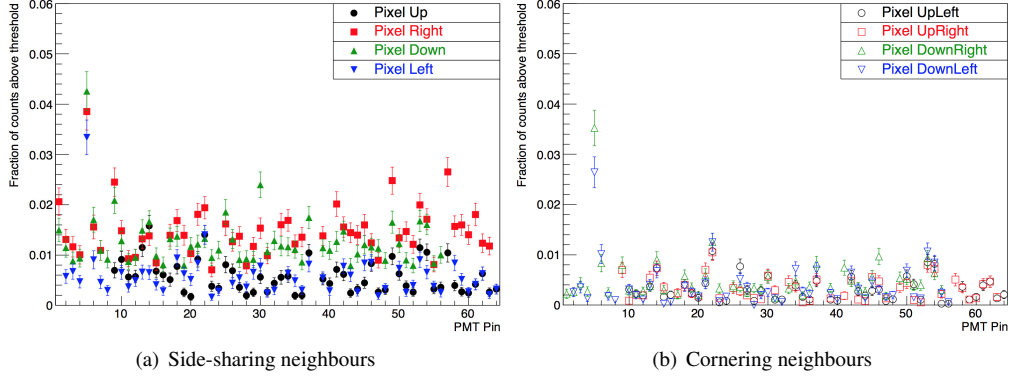 Fraction of counts above threshold
0.06
0.05
0.04
0.03
0.02
0.01
0
10 20 30 40 50 60
PMT Pin
Pixel Up
Pixel Right
Pixel Down
Pixel Left
(a) Side-sharing neighbours
Fraction of counts above threshold
0.06
0.05
0.04
0.03
0.02
0.01
0
10 20 30 40 50 60
PMT Pin
Pixel UpLeft
Pixel UpRight
Pixel DownRight
Pixel DownLeft
(b) Cornering neighbours